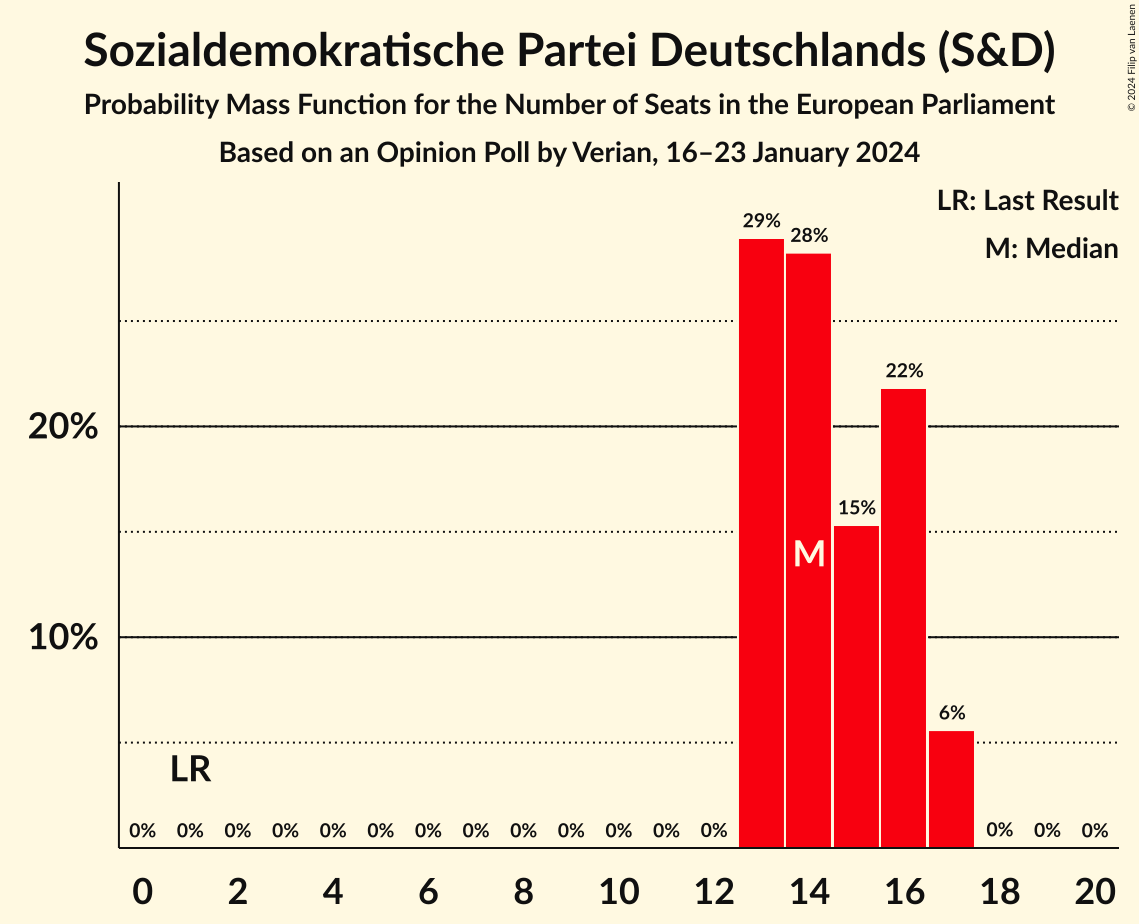 Sozialdemokratische Partei Deutschlands (S&D)
Probability Mass Function for the Number of Seats in the European Parliament
Based on an Opinion Poll by Verian, 16–23 January 2024
© 2024 Filip van Laenen
LR: Last Result
M: Median
29%
28%
22%
20%
15%
M
10%
6%
LR
0% 0% 0% 0% 0% 0% 0% 0% 0% 0% 0% 0% 0% 0% 0% 0%
0 2 4 6 8 10 12 14 16 18 20